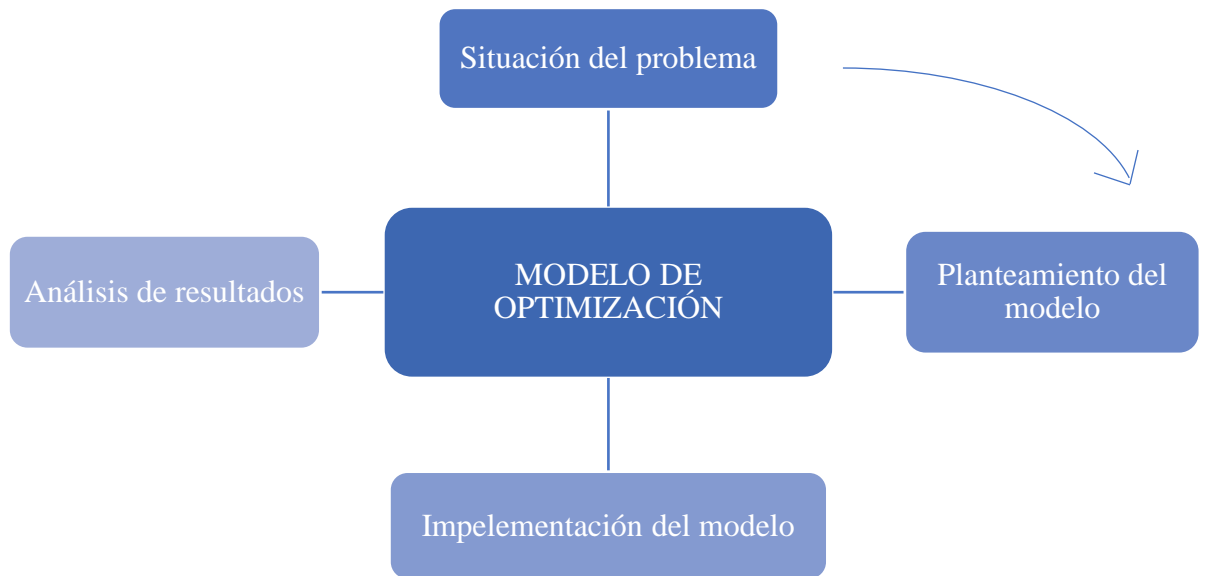 Situación del problema
MODELO DE
OPTIMIZACIÓN
Planteamiento del
modelo
Análisis de resultados
Impelementación del modelo